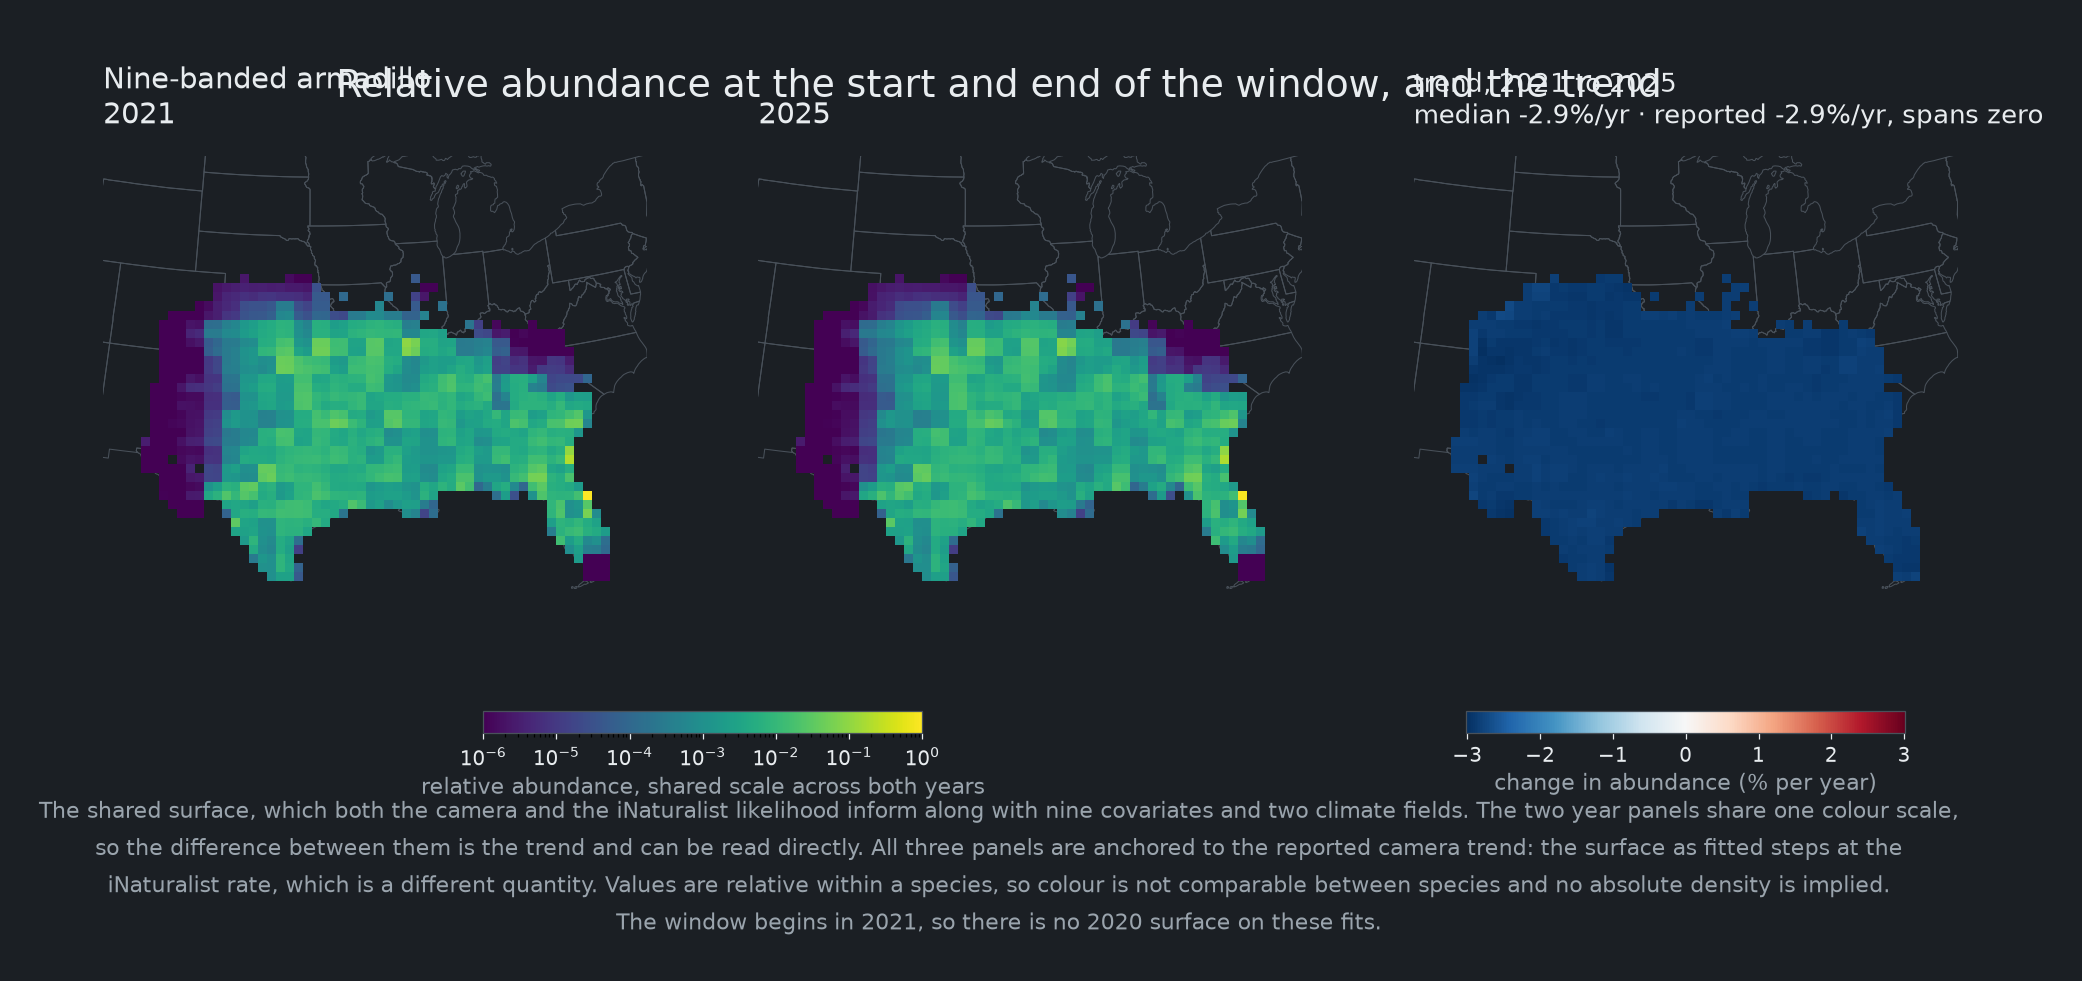 Relative abundance at the start and end of the window, and the trend
Nine-banded armadillo
2021
2025
trend, 2021 to 2025
median -2.9%/yr · reported -2.9%/yr, spans zero
10⁻⁶ 10⁻⁵ 10⁻⁴ 10⁻³ 10⁻² 10⁻¹ 10⁰
relative abundance, shared scale across both years
−3 −2 −1 0 1 2 3
change in abundance (% per year)
The shared surface, which both the camera and the iNaturalist likelihood inform along with nine covariates and two climate fields. The two year panels share one colour scale,
so the difference between them is the trend and can be read directly. All three panels are anchored to the reported camera trend: the surface as fitted steps at the
iNaturalist rate, which is a different quantity. Values are relative within a species, so colour is not comparable between species and no absolute density is implied.
The window begins in 2021, so there is no 2020 surface on these fits.